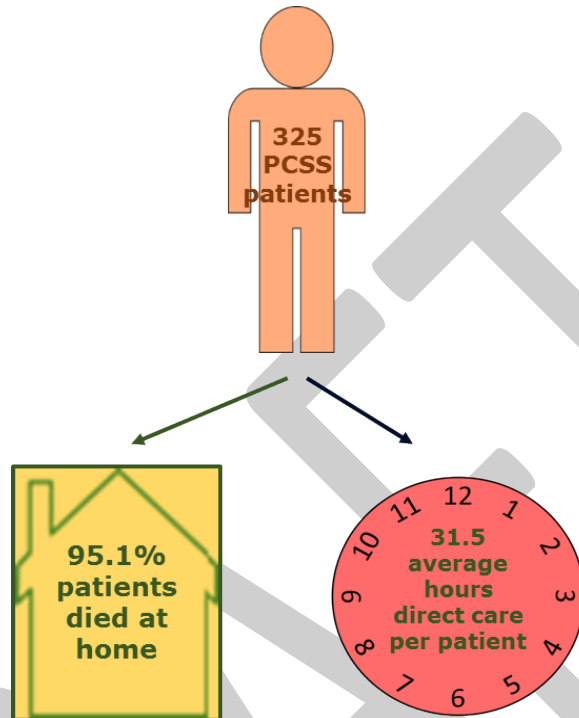 325
PCSS
patients
95.1%
patients
died at
home
12
1
2
3
4
5
6
7
8
9
10
11
31.5
average
hours
direct care
per patient